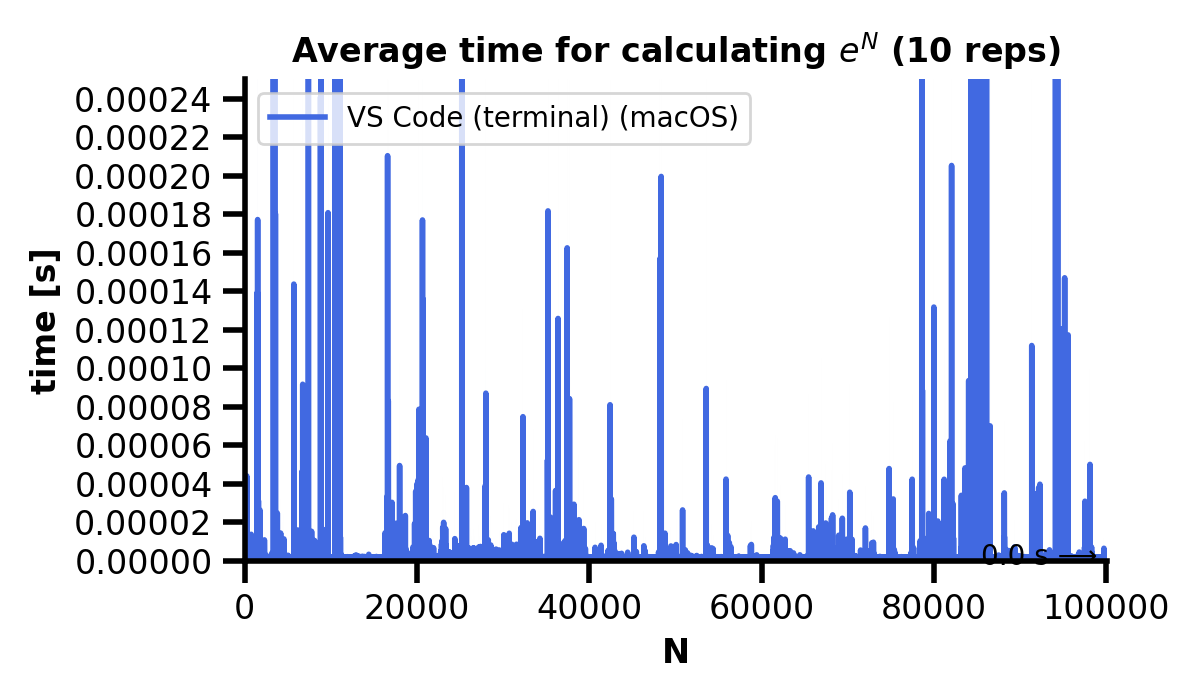 Average time for calculating e^N (10 reps)
VS Code (terminal) (macOS)
time [s]
0.00024
0.00022
0.00020
0.00018
0.00016
0.00014
0.00012
0.00010
0.00008
0.00006
0.00004
0.00002
0.00000
0.0 s →
0 20000 40000 60000 80000 100000
N